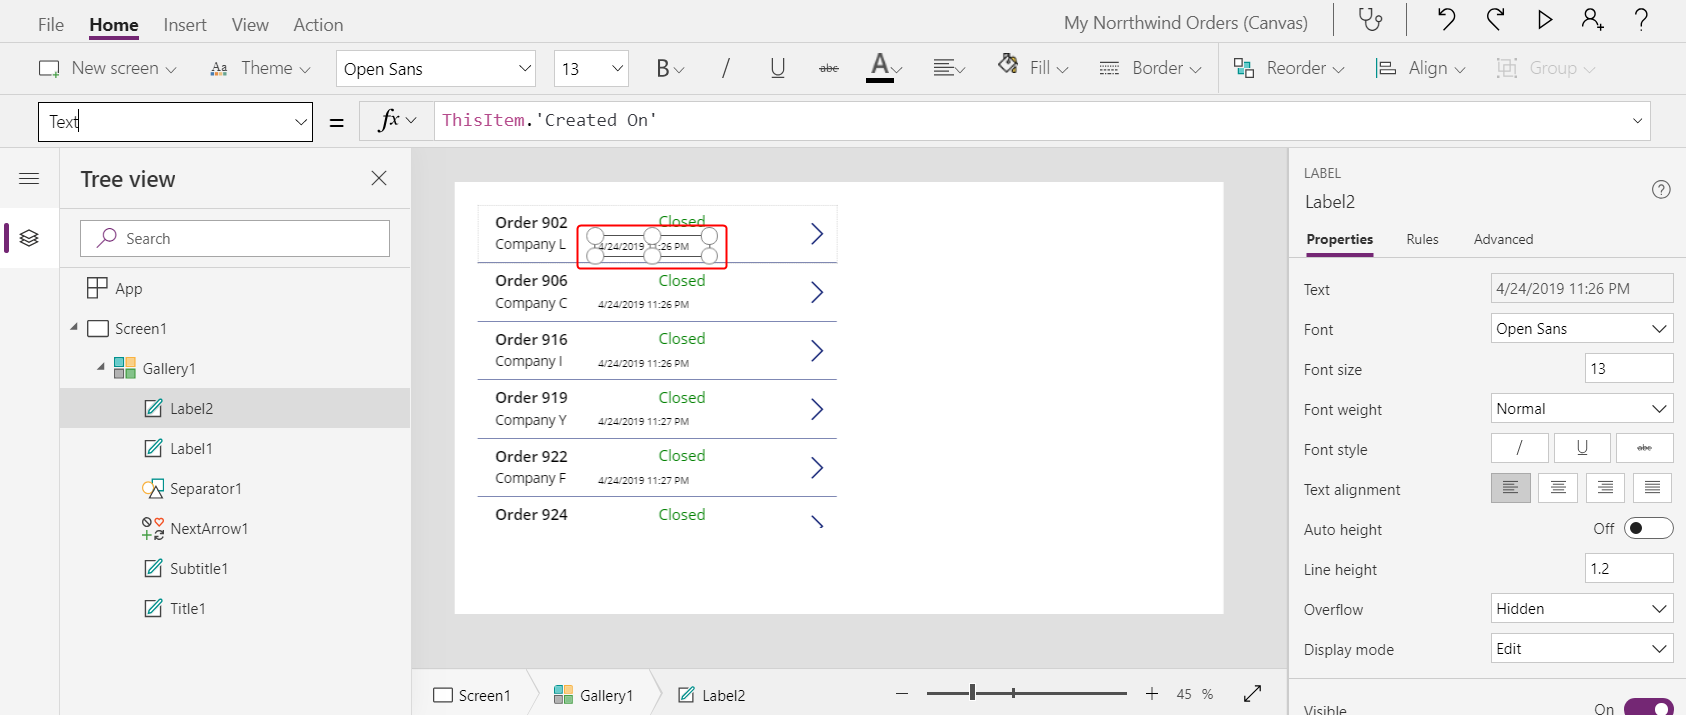 File Home Insert View Action My Norrthwind Orders (Canvas) ?
New screen Aa Theme Open Sans 13 B / U abc A Fill Border Reorder Align Group
Text = fx ThisItem.'Created On'
Tree view
Search
App
Screen1
Gallery1
Label2
Label1
Separator1
NextArrow1
Subtitle1
Title1
Order 902 Closed
Company L 4/24/2019 11:26 PM
Order 906 Closed
Company C 4/24/2019 11:26 PM
Order 916 Closed
Company I 4/24/2019 11:26 PM
Order 919 Closed
Company Y 4/24/2019 11:27 PM
Order 922 Closed
Company F 4/24/2019 11:27 PM
Order 924 Closed
Screen1 Gallery1 Label2 45 %
LABEL
Label2 ?
Properties Rules Advanced
Text 4/24/2019 11:26 PM
Font Open Sans
Font size 13
Font weight Normal
Font style / U abc
Text alignment
Auto height Off
Line height 1.2
Overflow Hidden
Display mode Edit
Visible On